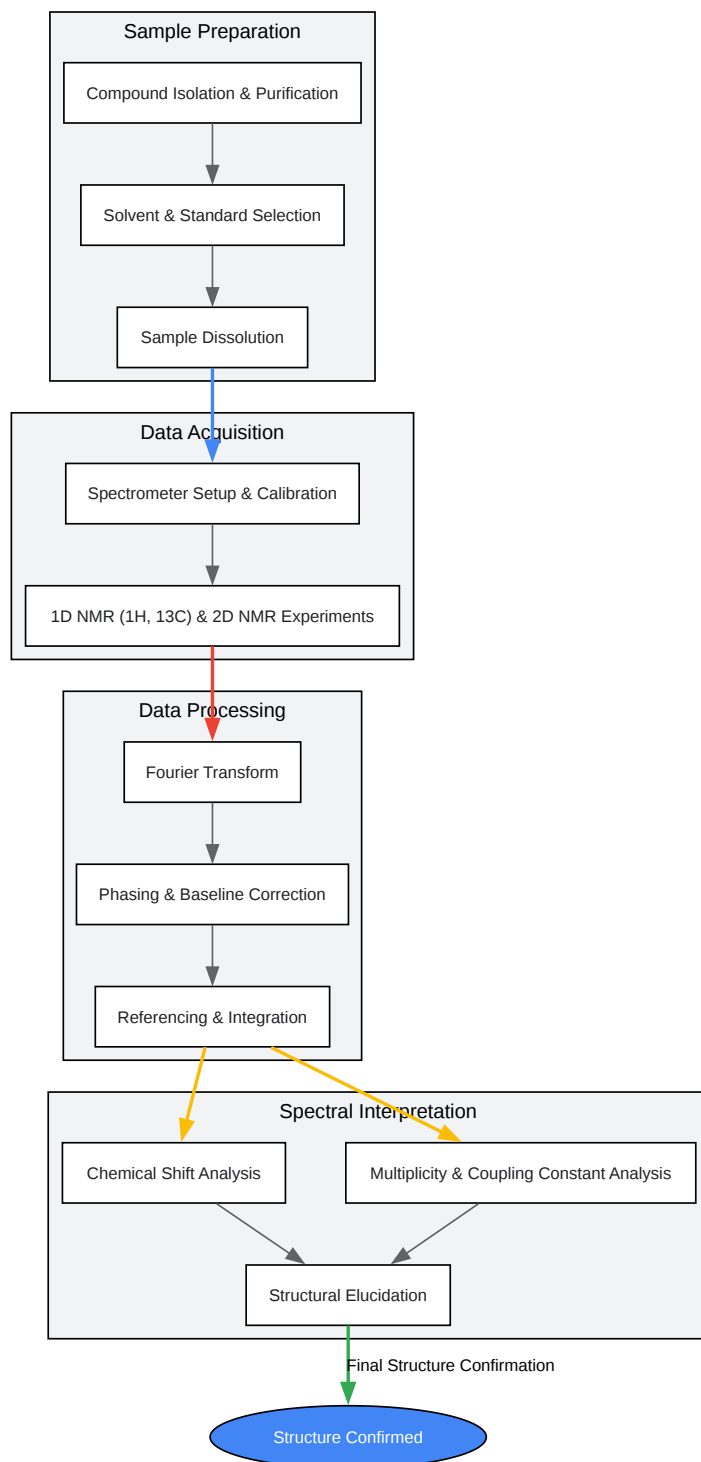 Sample Preparation
Compound Isolation & Purification
Solvent & Standard Selection
Sample Dissolution
Data Acquisition
Spectrometer Setup & Calibration
1D NMR (1H, 13C) & 2D NMR Experiments
Data Processing
Fourier Transform
Phasing & Baseline Correction
Referencing & Integration
Spectral Interpretation
Chemical Shift Analysis
Multiplicity & Coupling Constant Analysis
Structural Elucidation
Final Structure Confirmation
Structure Confirmed